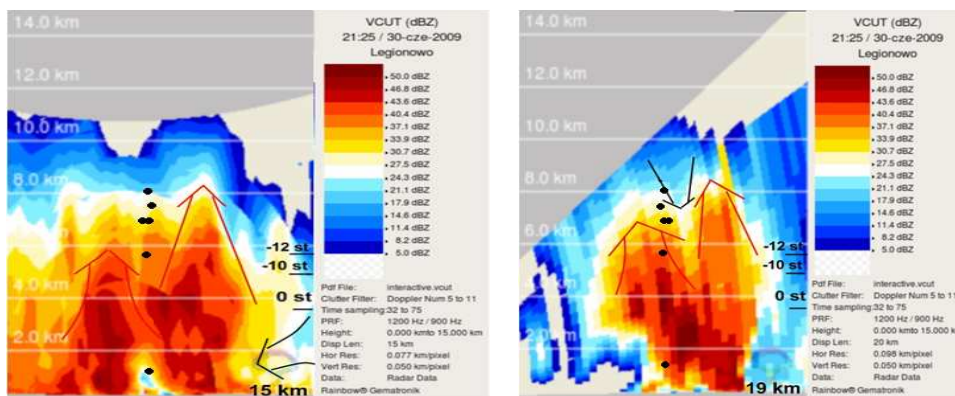 14.0 km
12.0 km
10.0 km
8.0 km
6.0 km
4.0 km
2.0 km
-12 st
-10 st
0 st
15 km
VCUT (dBZ)
21:25 / 30-cze-2009
Legionowo
50.0 dBZ
46.8 dBZ
43.6 dBZ
40.4 dBZ
37.1 dBZ
33.9 dBZ
30.7 dBZ
27.5 dBZ
24.3 dBZ
21.1 dBZ
17.9 dBZ
14.6 dBZ
11.4 dBZ
8.2 dBZ
5.0 dBZ
Pdf File: interactive.vcut
Clutter Filter: Doppler Num 5 to 11
Time sampling:32 to 75
PRF: 1200 Hz / 900 Hz
Height: 0.000 kmto 15.000 km
Disp Len: 15 km
Hor Res: 0.077 km/pixel
Vert Res: 0.050 km/pixel
Data: Radar Data
Rainbow® Gematronik
14.0 km
12.0 km
10.0 km
8.0 km
6.0 km
4.0 km
2.0 km
-12 st
-10 st
0 st
19 km
VCUT (dBZ)
21:25 / 30-cze-2009
Legionowo
50.0 dBZ
46.8 dBZ
43.6 dBZ
40.4 dBZ
37.1 dBZ
33.9 dBZ
30.7 dBZ
27.5 dBZ
24.3 dBZ
21.1 dBZ
17.9 dBZ
14.6 dBZ
11.4 dBZ
8.2 dBZ
5.0 dBZ
Pdf File: interactive.vcut
Clutter Filter: Doppler Num 5 to 11
Time sampling:32 to 75
PRF: 1200 Hz / 900 Hz
Height: 0.000 kmto 15.000 k
Disp Len: 20 km
Hor Res: 0.098 km/pixel
Vert Res: 0.050 km/pixel
Data: Radar Data
Rainbow® Gematronik